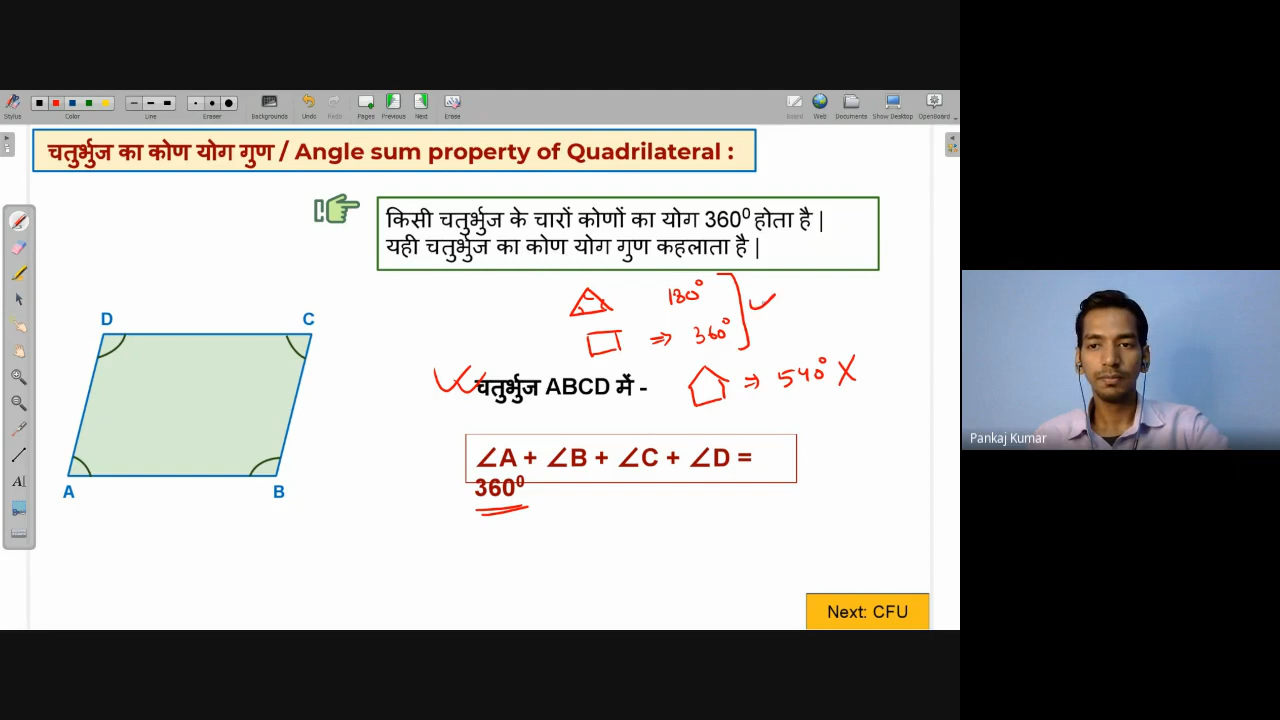 Stylus
Color
Line
Eraser
Backgrounds
Undo
Redo
Pages
Previous
Next
Erase
Board
Web
Documents
Show Desktop
OpenBoard
चतुर्भुज का कोण योग गुण / Angle sum property of Quadrilateral :
किसी चतुर्भुज के चारों कोणों का योग 360⁰ होता है |
यही चतुर्भुज का कोण योग गुण कहलाता है |
180°
⇒ 360°
D
C
A
B
चतुर्भुज ABCD में -
⇒ 540°
∠A + ∠B + ∠C + ∠D =
360⁰
Next: CFU
Pankaj Kumar